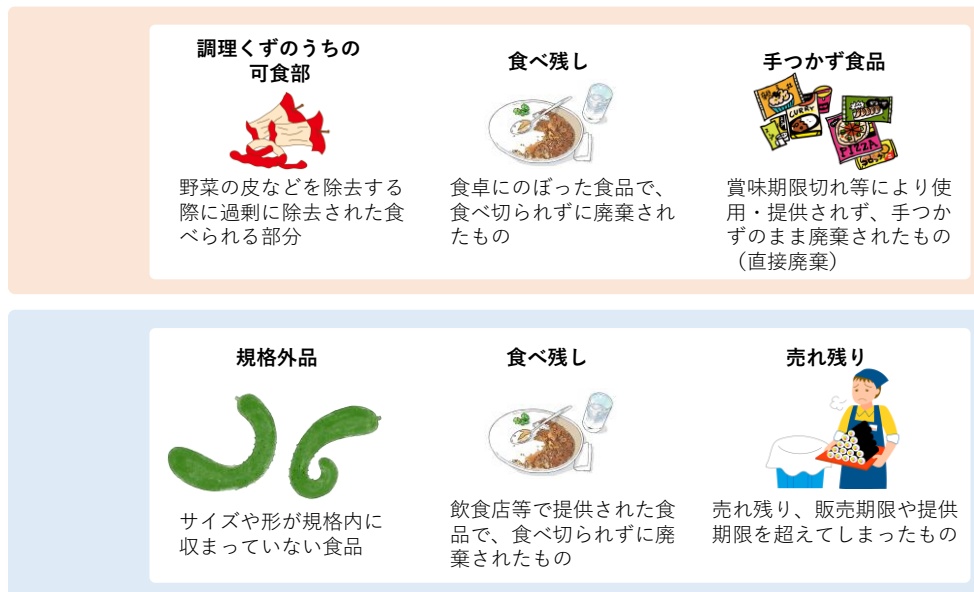 調理くずのうちの
可食部
野菜の皮などを除去する
際に過剰に除去された食
べられる部分
食べ残し
食卓にのぼった食品で、
食べ切られずに廃棄され
たもの
手つかず食品
CURRY
PIZZA
賞味期限切れ等により使
用・提供されず、手つか
ずのまま廃棄されたもの
（直接廃棄）
規格外品
サイズや形が規格内に
収まっていない食品
食べ残し
飲食店等で提供された食
品で、食べ切られずに廃
棄されたもの
売れ残り
売れ残り、販売期限や提供
期限を超えてしまったもの